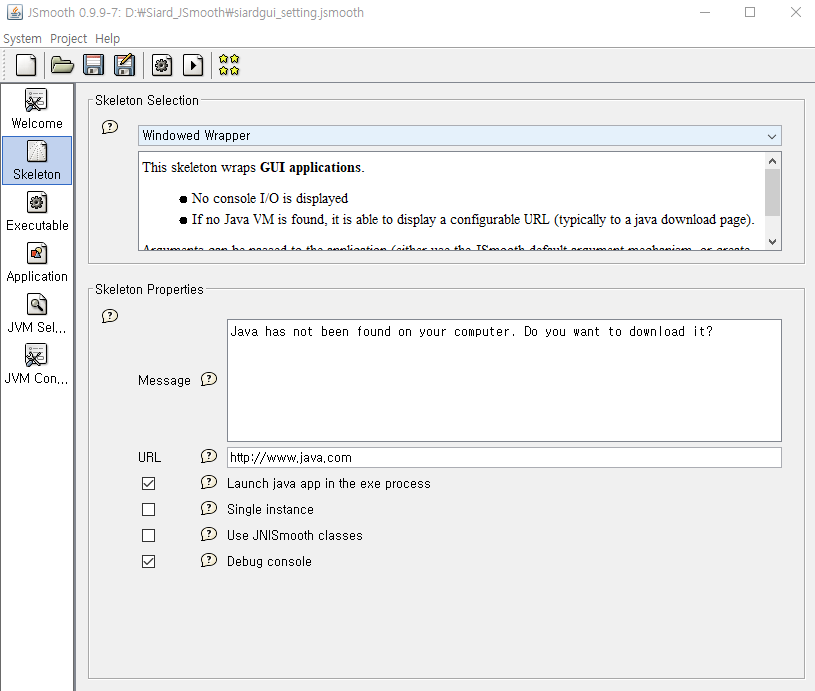 JSmooth 0.9.9-7: D:₩Siard_JSmooth₩siardgui_setting.jsmooth
System Project Help
Welcome
Skeleton
Executable
Application
JVM Sel...
JVM Con...
Skeleton Selection
Windowed Wrapper
This skeleton wraps GUI applications.
No console I/O is displayed
If no Java VM is found, it is able to display a configurable URL (typically to a java download page).
Arguments can be passed to the application (either use the JSmooth default argument mechanism, or create
Skeleton Properties
Message
Java has not been found on your computer. Do you want to download it?
URL
http://www.java.com
Launch java app in the exe process
Single instance
Use JNISmooth classes
Debug console